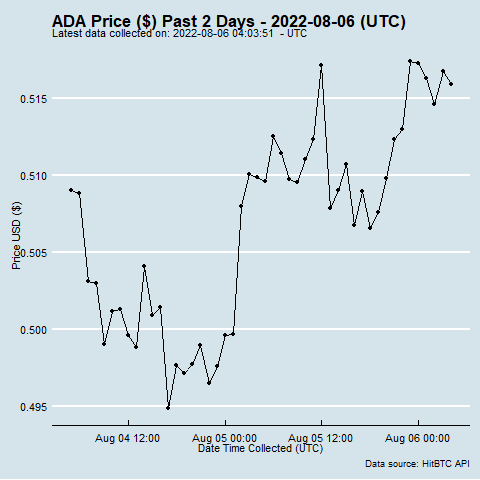 ADA Price ($) Past 2 Days - 2022-08-06 (UTC)
Latest data collected on: 2022-08-06 04:03:51  - UTC
0.515
0.510
0.505
0.500
0.495
Price USD ($)
Aug 04 12:00 Aug 05 00:00 Aug 05 12:00 Aug 06 00:00
Date Time Collected (UTC)
Data source: HitBTC API